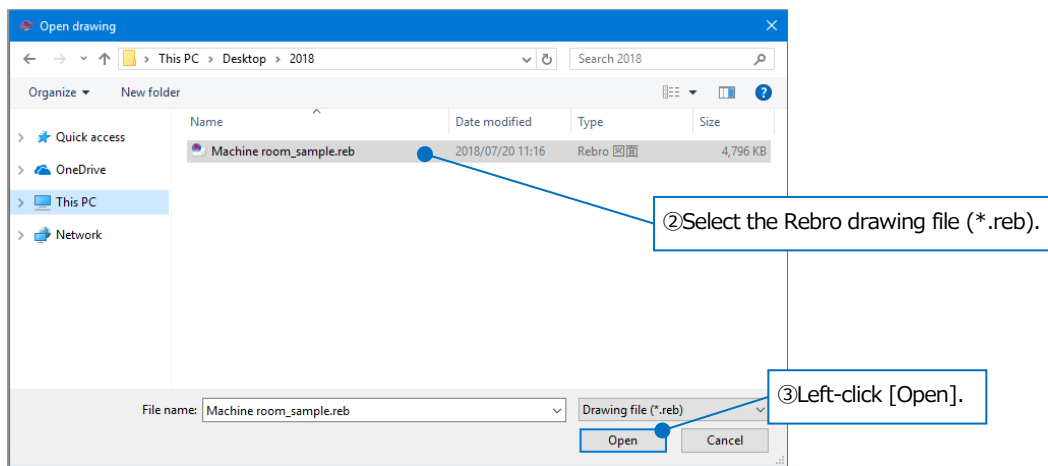 Open drawing
This PC > Desktop > 2018
Search 2018
Organize
New folder
Name
Date modified
Type
Size
Quick access
Machine room_sample.reb
2018/07/20 11:16
Rebro 図面
4,796 KB
OneDrive
This PC
②Select the Rebro drawing file (*.reb).
Network
③Left-click [Open].
File name:
Machine room_sample.reb
Drawing file (*.reb)
Open
Cancel